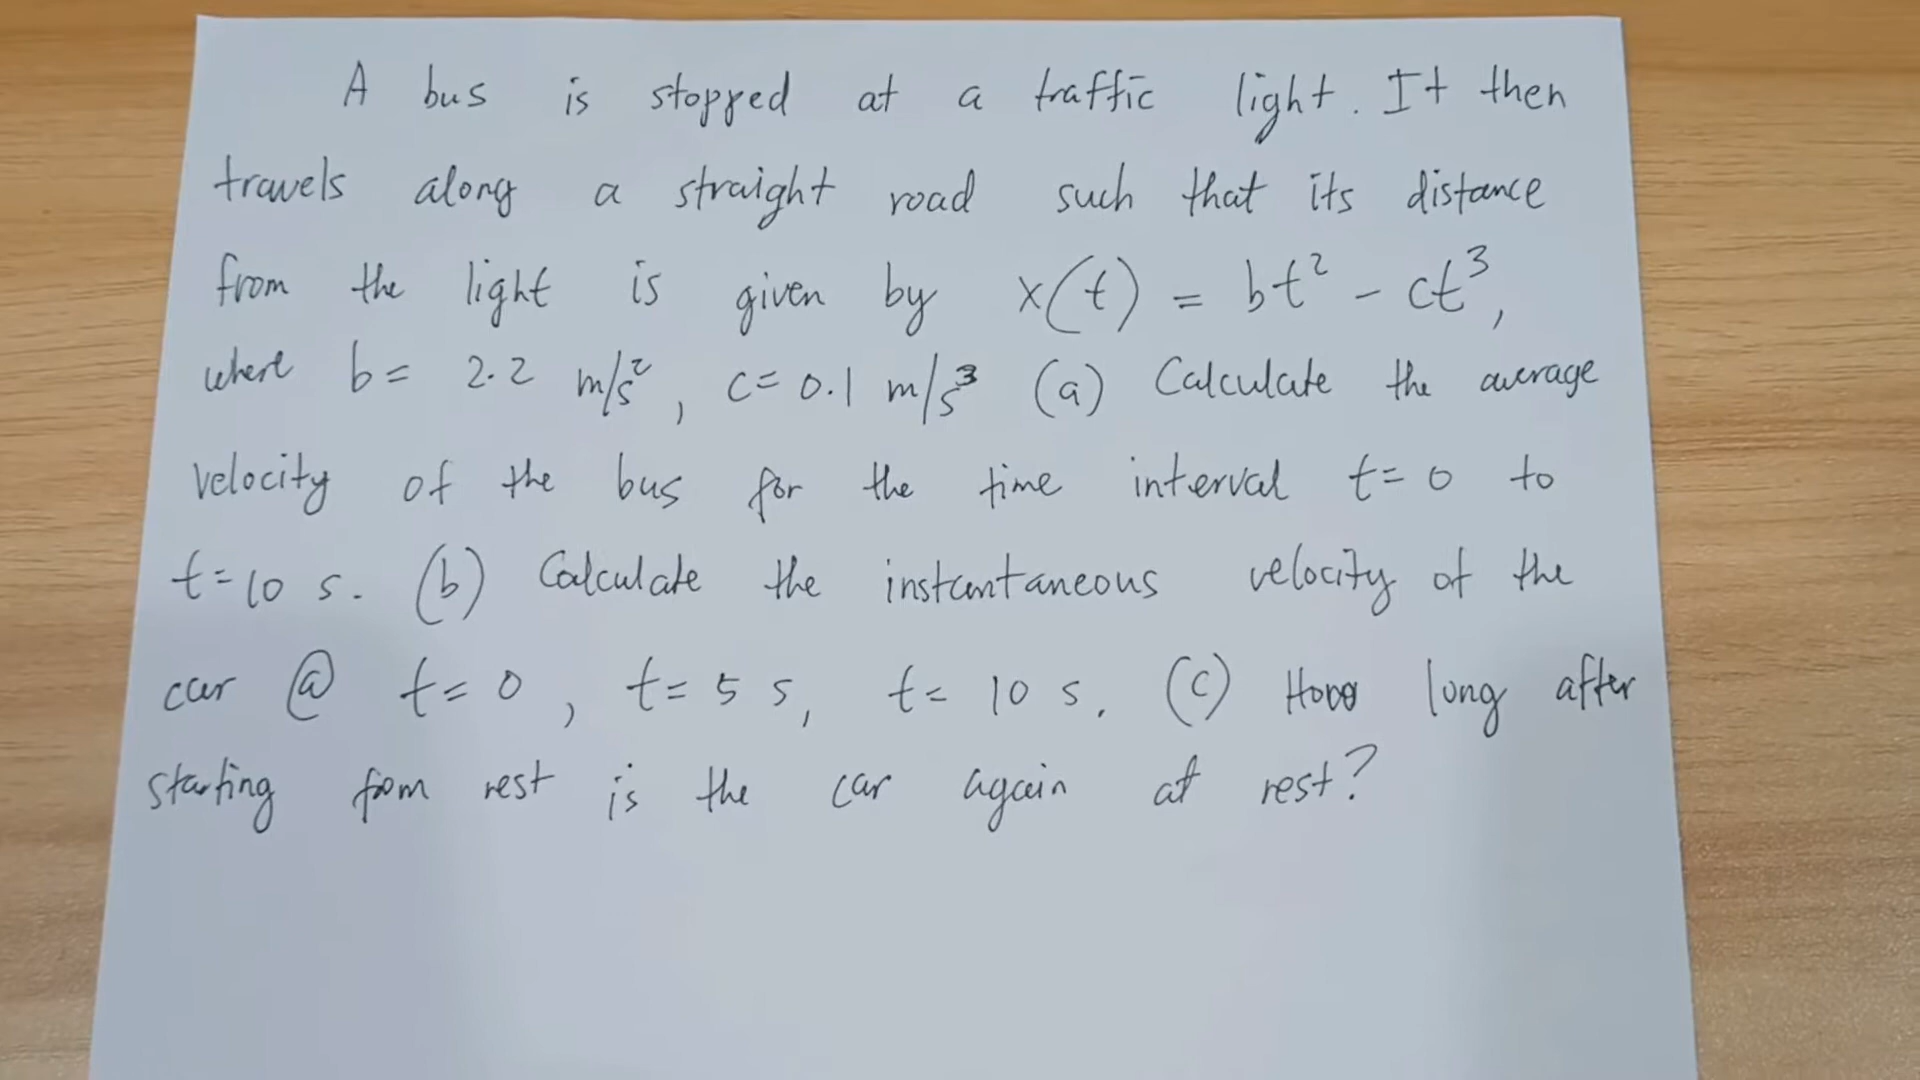 A bus is stopped at a traffic light. It then
travels along a straight road such that its distance
from the light is given by x(t) = bt² - ct³,
where b = 2.2 m/s², c = 0.1 m/s³ (a) Calculate the average
velocity of the bus for the time interval t = 0 to
t = 10 s. (b) Calculate the instantaneous velocity of the
car @ t = 0, t = 5 s, t = 10 s. (c) How long after
starting from rest is the car again at rest?